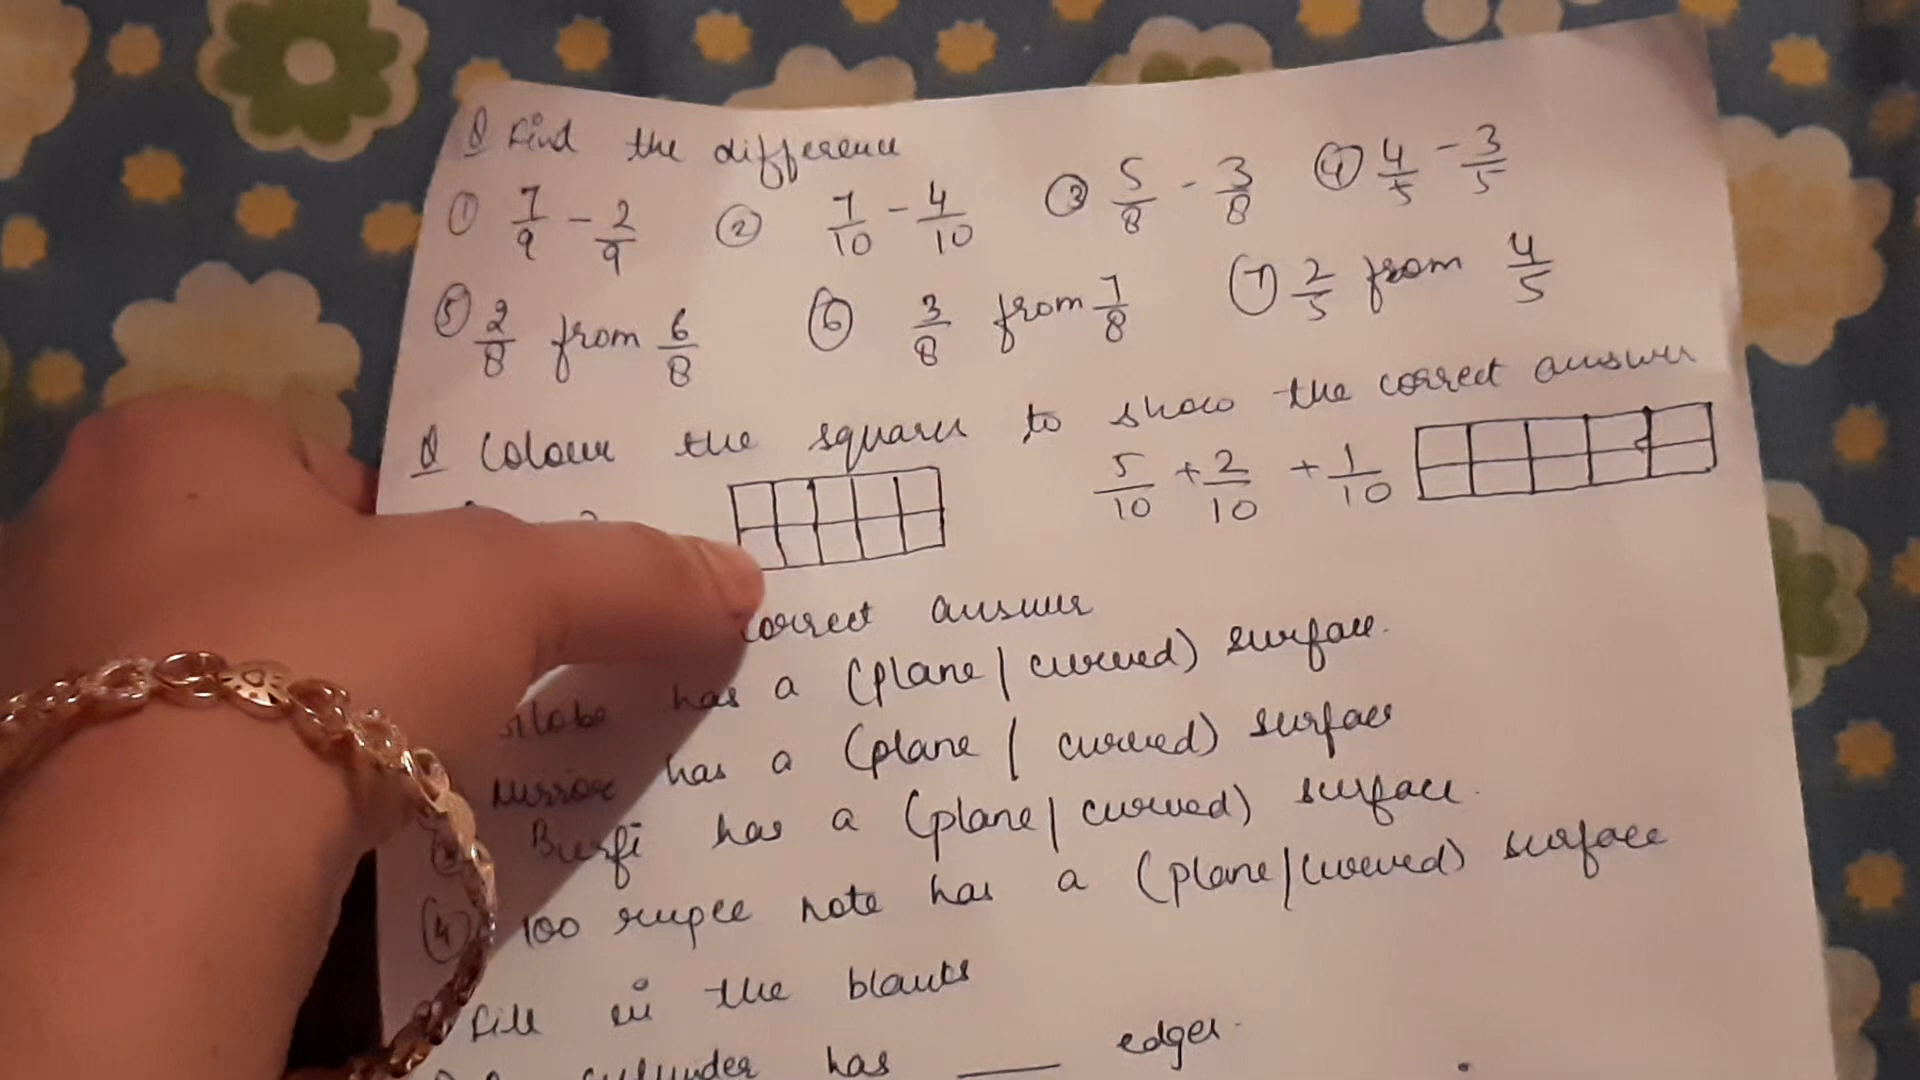 Q Find the difference
① 7/9 - 2/9 ② 7/10 - 4/10 ③ 5/8 - 3/8 ④ 4/5 - 3/5
⑤ 2/8 from 6/8 ⑥ 3/8 from 7/8 ⑦ 2/5 from 4/5
Q Colour the squares to show the correct answer
5/10 + 2/10 + 1/10
correct answer
has a (plane / curved) surface.
mirror has a (plane / curved) surface
③ Burfi has a (plane / curved) surface.
④ 100 rupee note has a (plane / curved) surface
Fill in the blanks
cylinder has ___ edges.